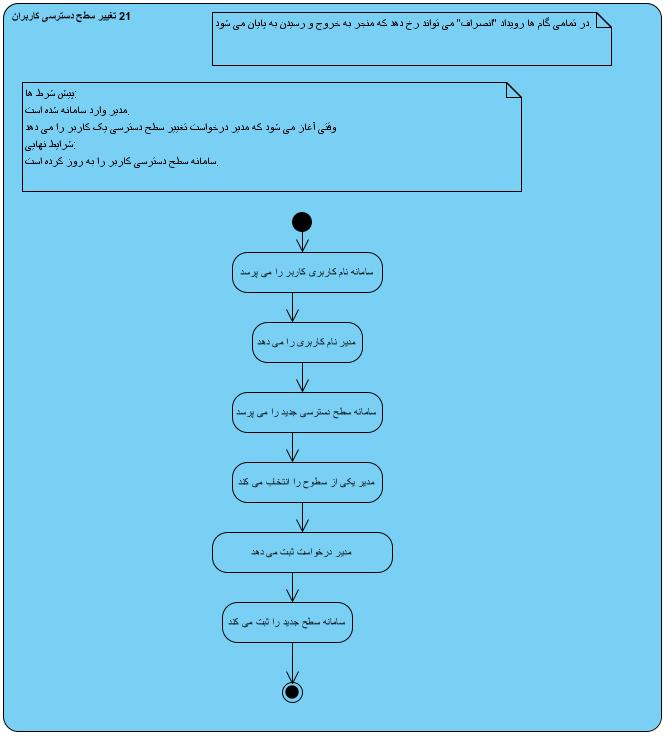 21 تغییر سطح دسترسی کاربران
در تمامی گام ها رویداد "انصراف" می تواند رخ دهد که منجر به خروج و رسیدن به پایان می شود.
پیش شرط ها:
مدیر وارد سامانه شده است.
وقتی آغاز می شود که مدیر درخواست تغییر سطح دسترسی یک کاربر را می دهد
شرایط نهایی:
سامانه سطح دسترسی کاربر را به روز کرده است.
سامانه نام کاربری کاربر را می پرسد
مدیر نام کاربری را می دهد
سامانه سطح دسترسی جدید را می پرسد
مدیر یکی از سطوح را انتخاب می کند
مدیر درخواست ثبت می دهد
سامانه سطح جدید را ثبت می کند